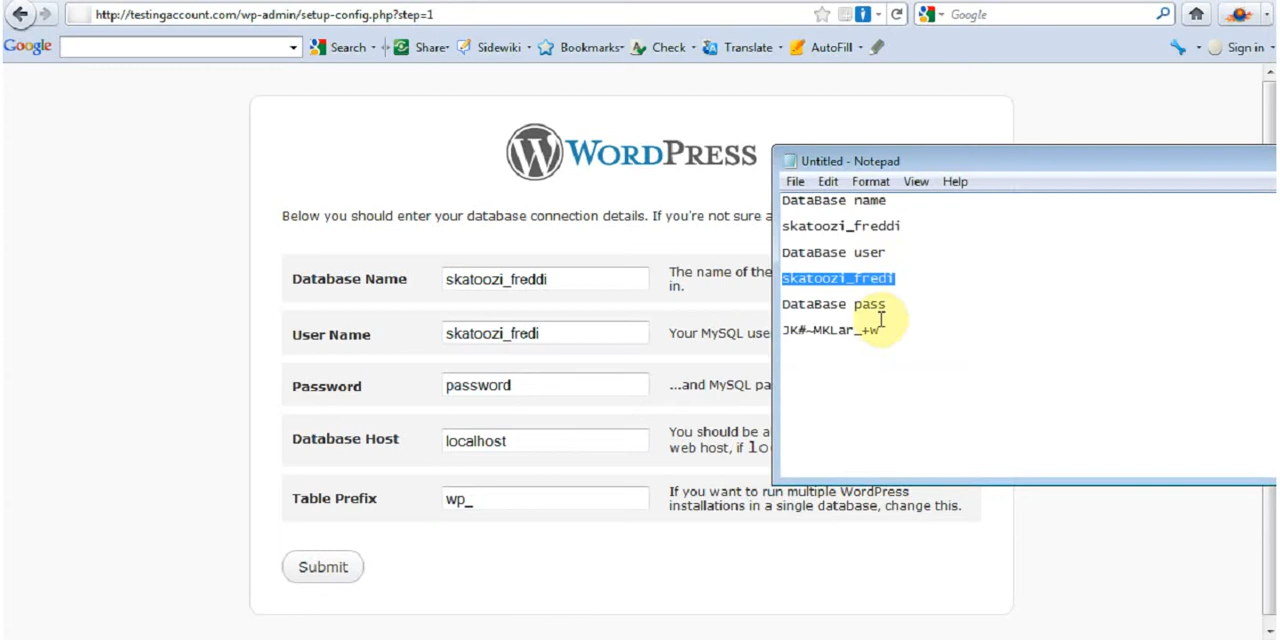 http://testingaccount.com/wp-admin/setup-config.php?step=1
Google
Google
Search
Share
Sidewiki
Bookmarks
Check
Translate
AutoFill
Sign in
WORDPRESS
Below you should enter your database connection details. If you're not sure a
Database Name
skatoozi_freddi
The name of the
in.
User Name
skatoozi_fredi
Your MySQL use
Password
password
...and MySQL pa
Database Host
localhost
You should be a
web host, if lo
Table Prefix
wp_
If you want to run multiple WordPress
installations in a single database, change this.
Submit
Untitled - Notepad
File Edit Format View Help
DataBase name
skatoozi_freddi
DataBase user
skatoozi_fredi
DataBase pass
JK#~MKLar_+w